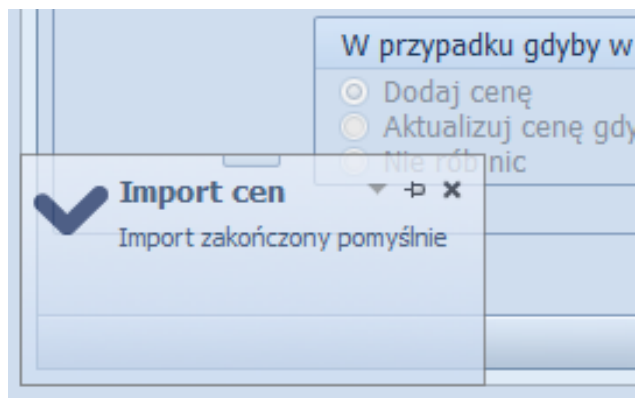 W przypadku gdyby w
Dodaj cenę
Aktualizuj cenę gdy
Nie rób nic
Import cen
Import zakończony pomyślnie